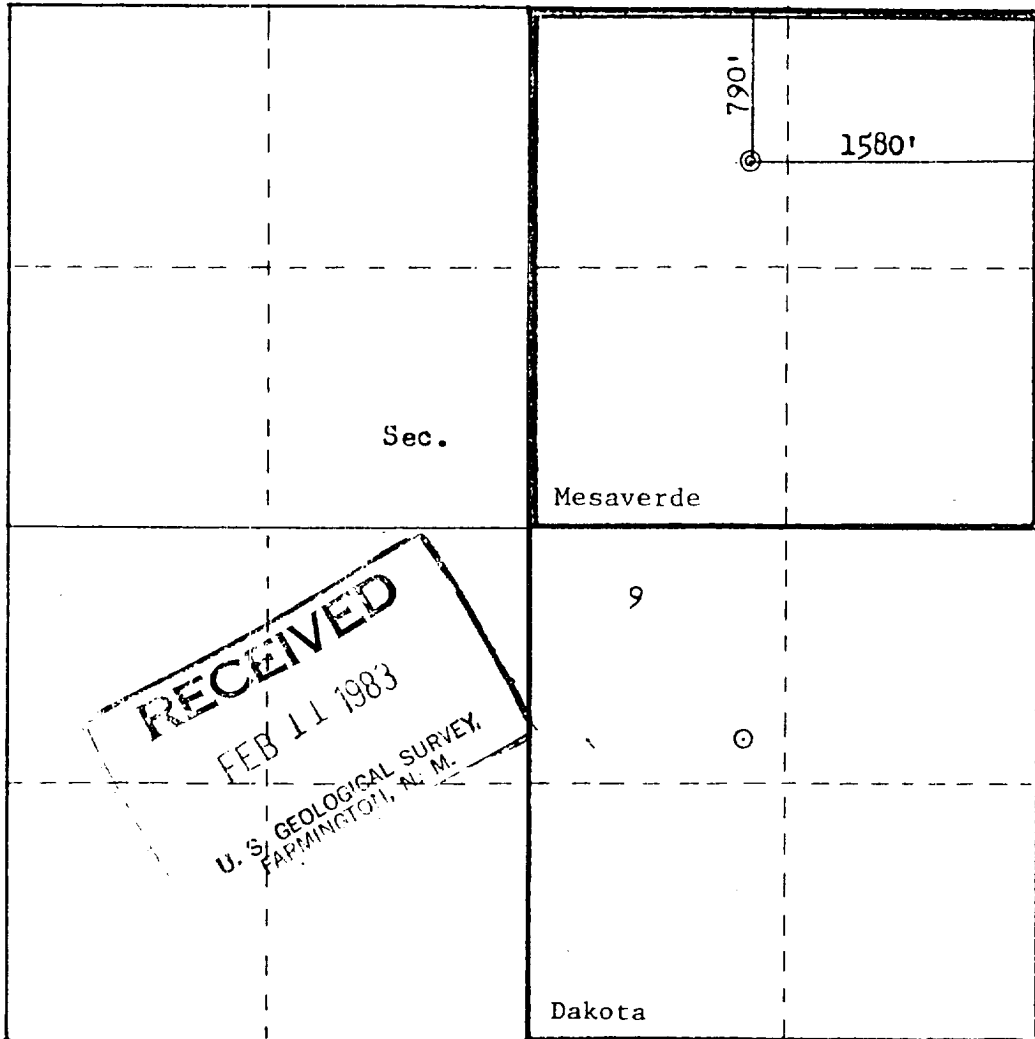 790'
1580'
Sec.
Mesaverde
9
RECEIVED
FEB 11 1983
U. S. GEOLOGICAL SURVEY,
FARMINGTON, N. M.
Dakota